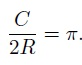 C/2R = π.